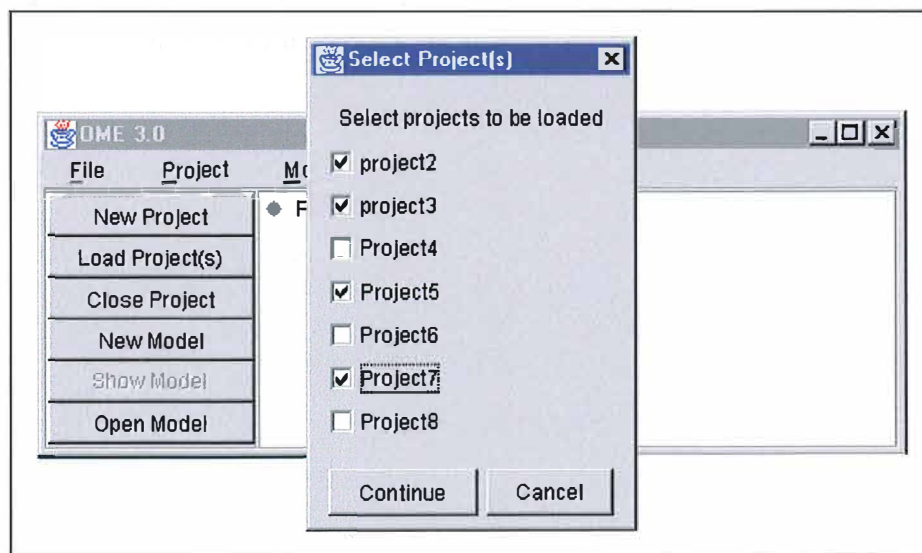 Select Project(s)
Select projects to be loaded
project2
project3
Project4
Project5
Project6
Project7
Project8
Continue
Cancel
OME 3.0
File
Project
New Project
Load Project(s)
Close Project
New Model
Show Model
Open Model